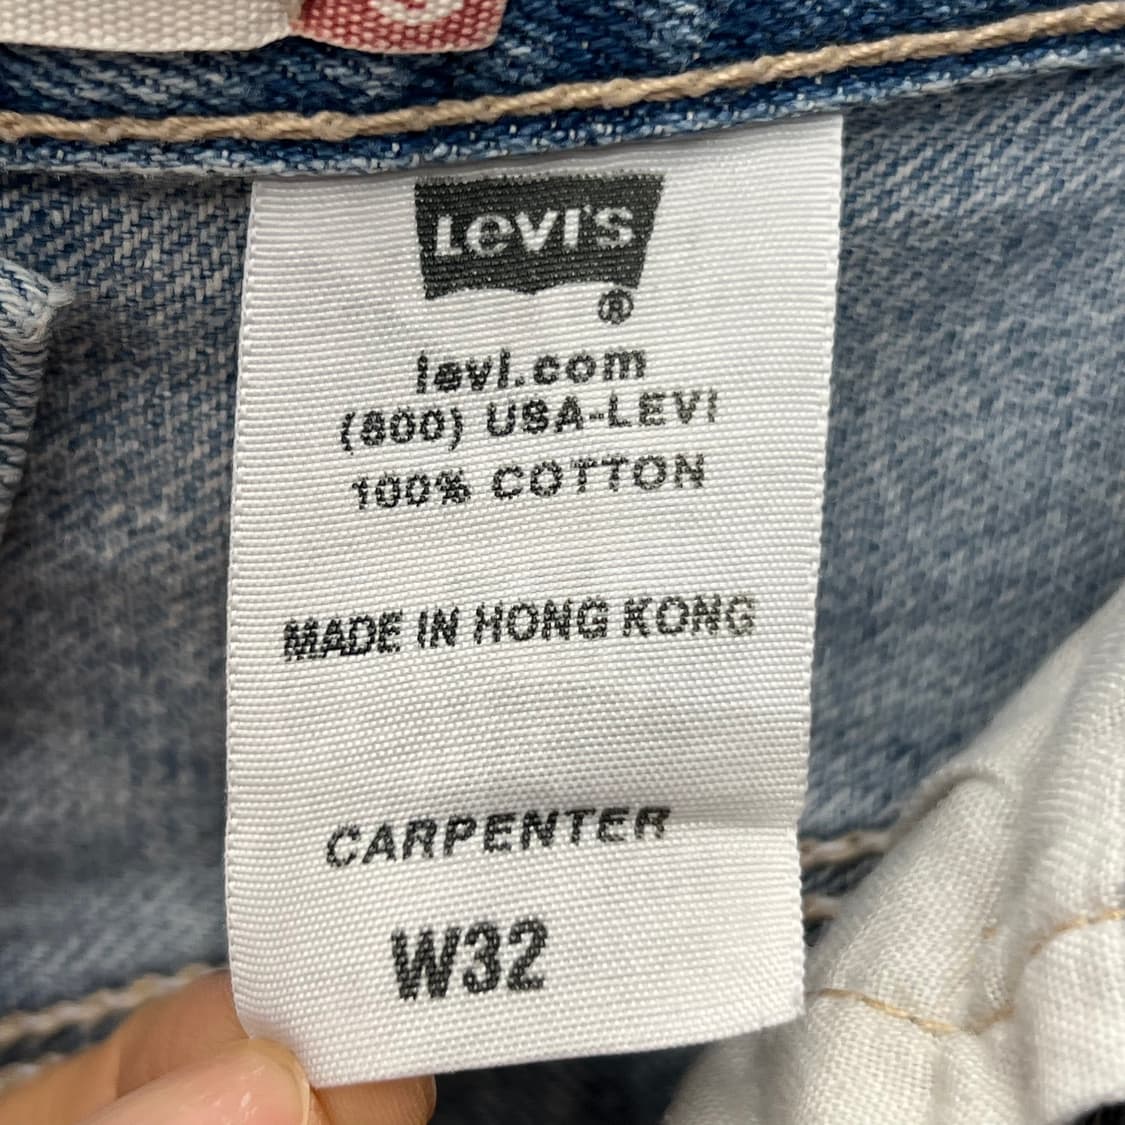 LEVI'S
®
levi.com
(800) USA-LEVI
100% COTTON
MADE IN HONG KONG
CARPENTER
W32